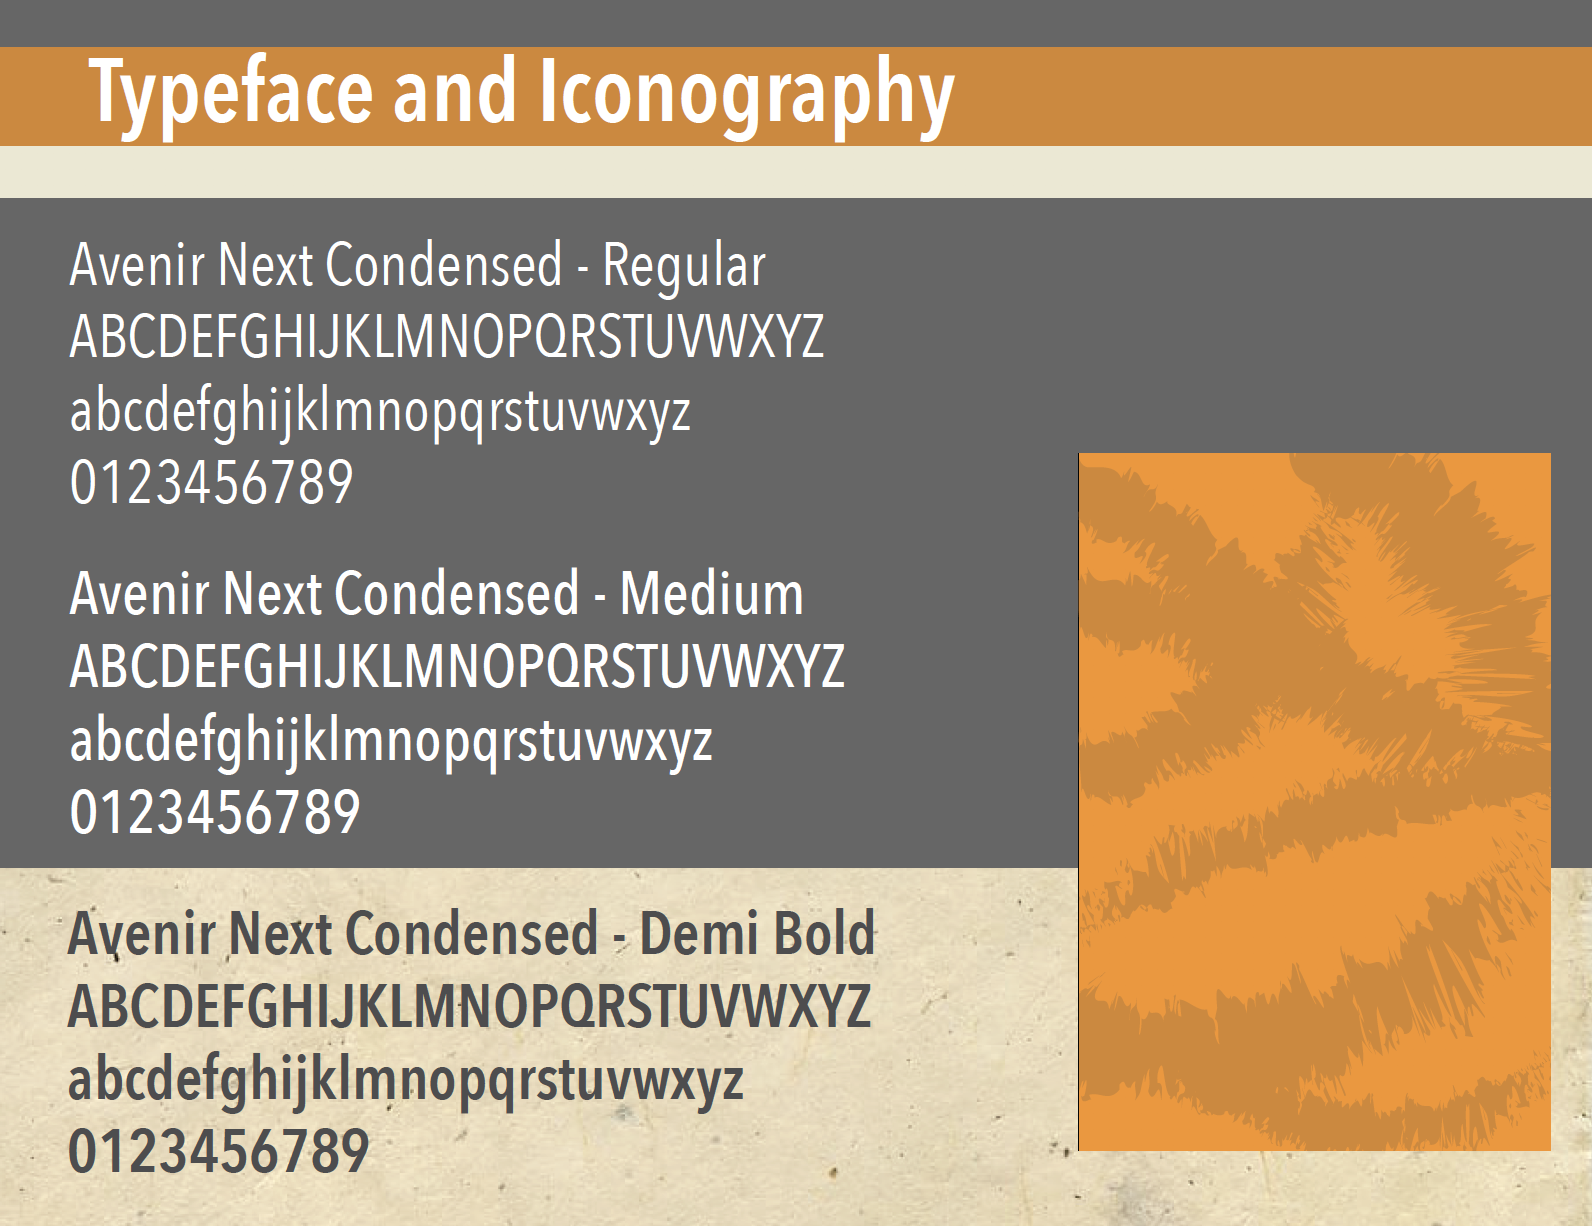 Typeface and Iconography
Avenir Next Condensed - Regular
ABCDEFGHIJKLMNOPQRSTUVWXYZ
abcdefghijklmnopqrstuvwxyz
0123456789
Avenir Next Condensed - Medium
ABCDEFGHIJKLMNOPQRSTUVWXYZ
abcdefghijklmnopqrstuvwxyz
0123456789
Avenir Next Condensed - Demi Bold
ABCDEFGHIJKLMNOPQRSTUVWXYZ
abcdefghijklmnopqrstuvwxyz
0123456789